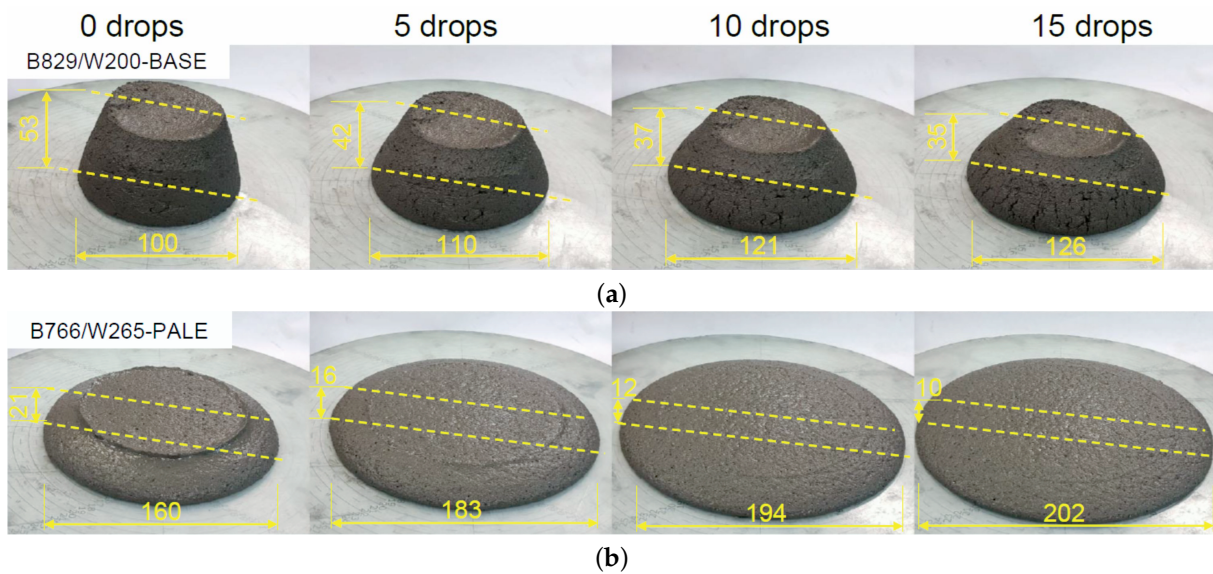 0 drops 5 drops 10 drops 15 drops
B829/W200-BASE
53 42 37 35
100 110 121 126
(a)
B766/W265-PALE
21 16 12 10
160 183 194 202
(b)